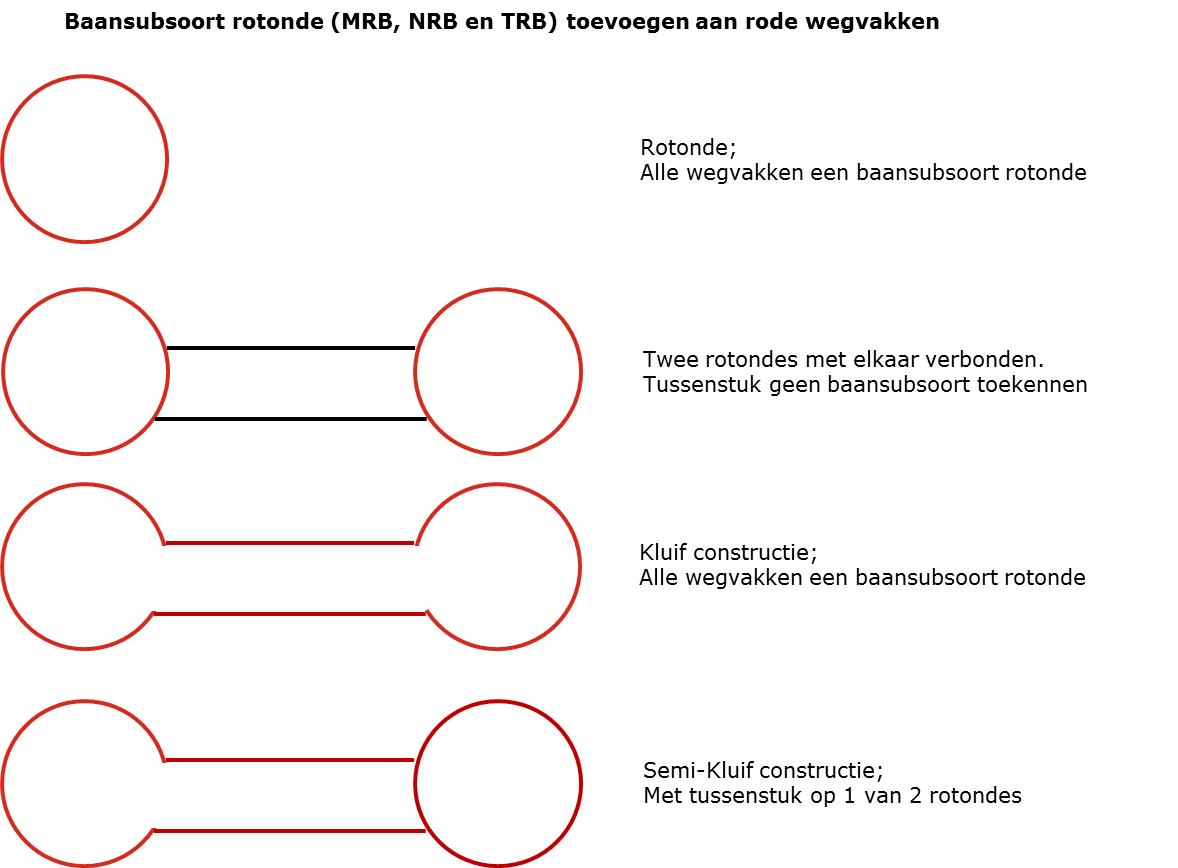 Baansubsoort rotonde (MRB, NRB en TRB) toevoegen aan rode wegvakken
Rotonde;
Alle wegvakken een baansubsoort rotonde
Twee rotondes met elkaar verbonden.
Tussenstuk geen baansubsoort toekennen
Kluif constructie;
Alle wegvakken een baansubsoort rotonde
Semi-Kluif constructie;
Met tussenstuk op 1 van 2 rotondes